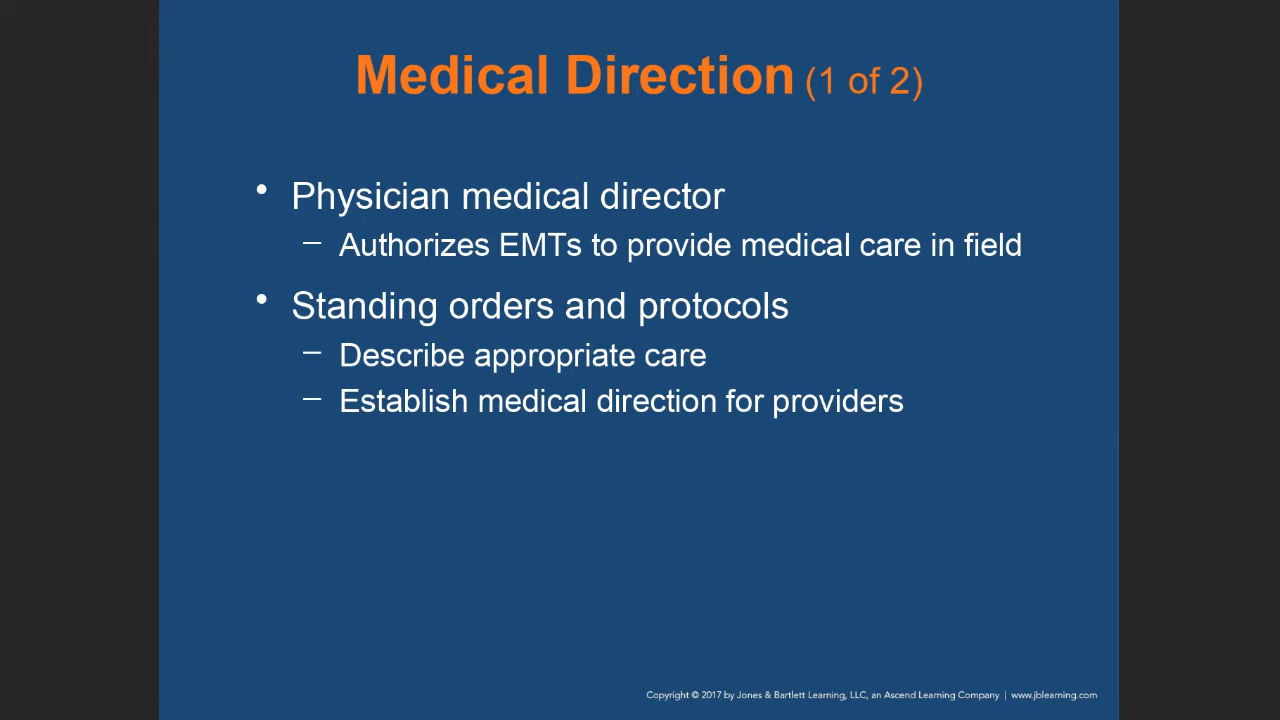 Medical Direction (1 of 2)
• Physician medical director
– Authorizes EMTs to provide medical care in field
• Standing orders and protocols
– Describe appropriate care
– Establish medical direction for providers
Copyright © 2017 by Jones & Bartlett Learning, LLC, an Ascend Learning Company | www.jblearning.com